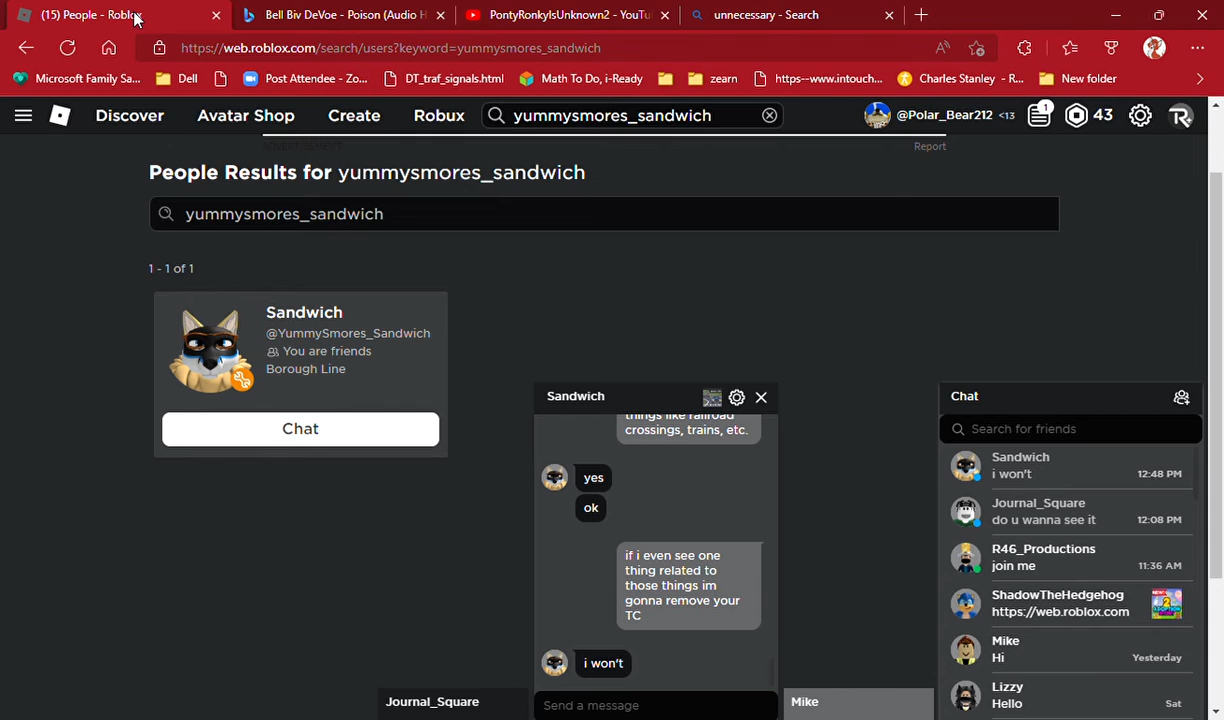 (15) People - Roblox
Bell Biv DeVoe - Poison (Audio H
PontyRonkyIsUnknown2 - YouTu
unnecessary - Search
https://web.roblox.com/search/users?keyword=yummysmores_sandwich
Microsoft Family Sa...
Dell
Post Attendee - Zo...
DT_traf_signals.html
Math To Do, i-Ready
zearn
https--www.intouch...
Charles Stanley - R...
New folder
Discover
Avatar Shop
Create
Robux
yummysmores_sandwich
@Polar_Bear212 <13
1
43
ADVERTISEMENT
Report
People Results for yummysmores_sandwich
yummysmores_sandwich
1 - 1 of 1
Sandwich
@YummySmores_Sandwich
You are friends
Borough Line
Chat
Sandwich
things like railroad
crossings, trains, etc.
yes
ok
if i even see one
thing related to
those things im
gonna remove your
TC
i won't
Send a message
Journal_Square
Mike
Chat
Search for friends
Sandwich
i won't
12:48 PM
Journal_Square
do u wanna see it
12:08 PM
R46_Productions
join me
11:36 AM
ShadowTheHedgehog
https://web.roblox.com
Mike
Hi
Yesterday
Lizzy
Hello
Sat